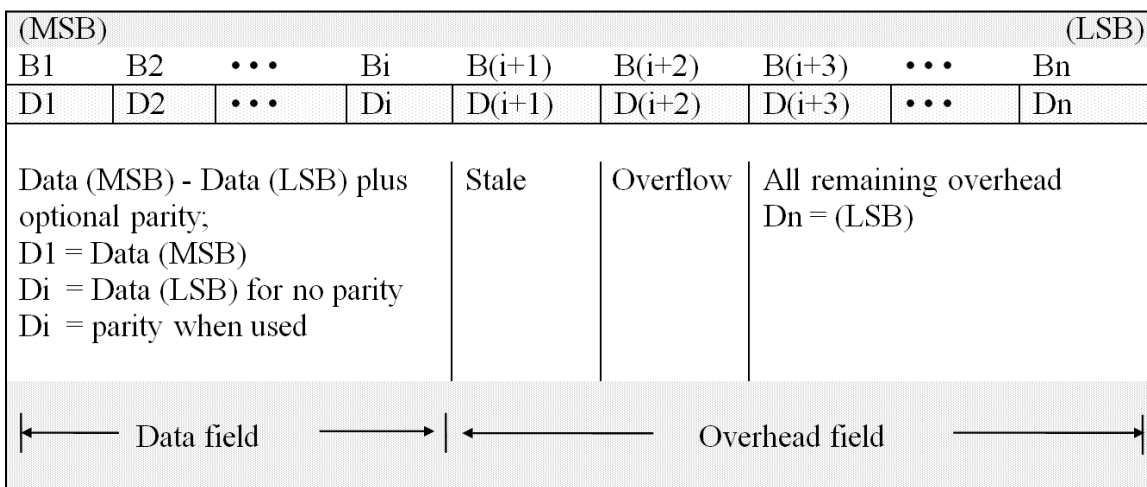 (MSB) (LSB)
B1 B2 ••• Bi B(i+1) B(i+2) B(i+3) ••• Bn
D1 D2 ••• Di D(i+1) D(i+2) D(i+3) ••• Dn
Data (MSB) - Data (LSB) plus
optional parity;
D1 = Data (MSB)
Di = Data (LSB) for no parity
Di = parity when used
Stale
Overflow
All remaining overhead
Dn = (LSB)
Data field
Overhead field